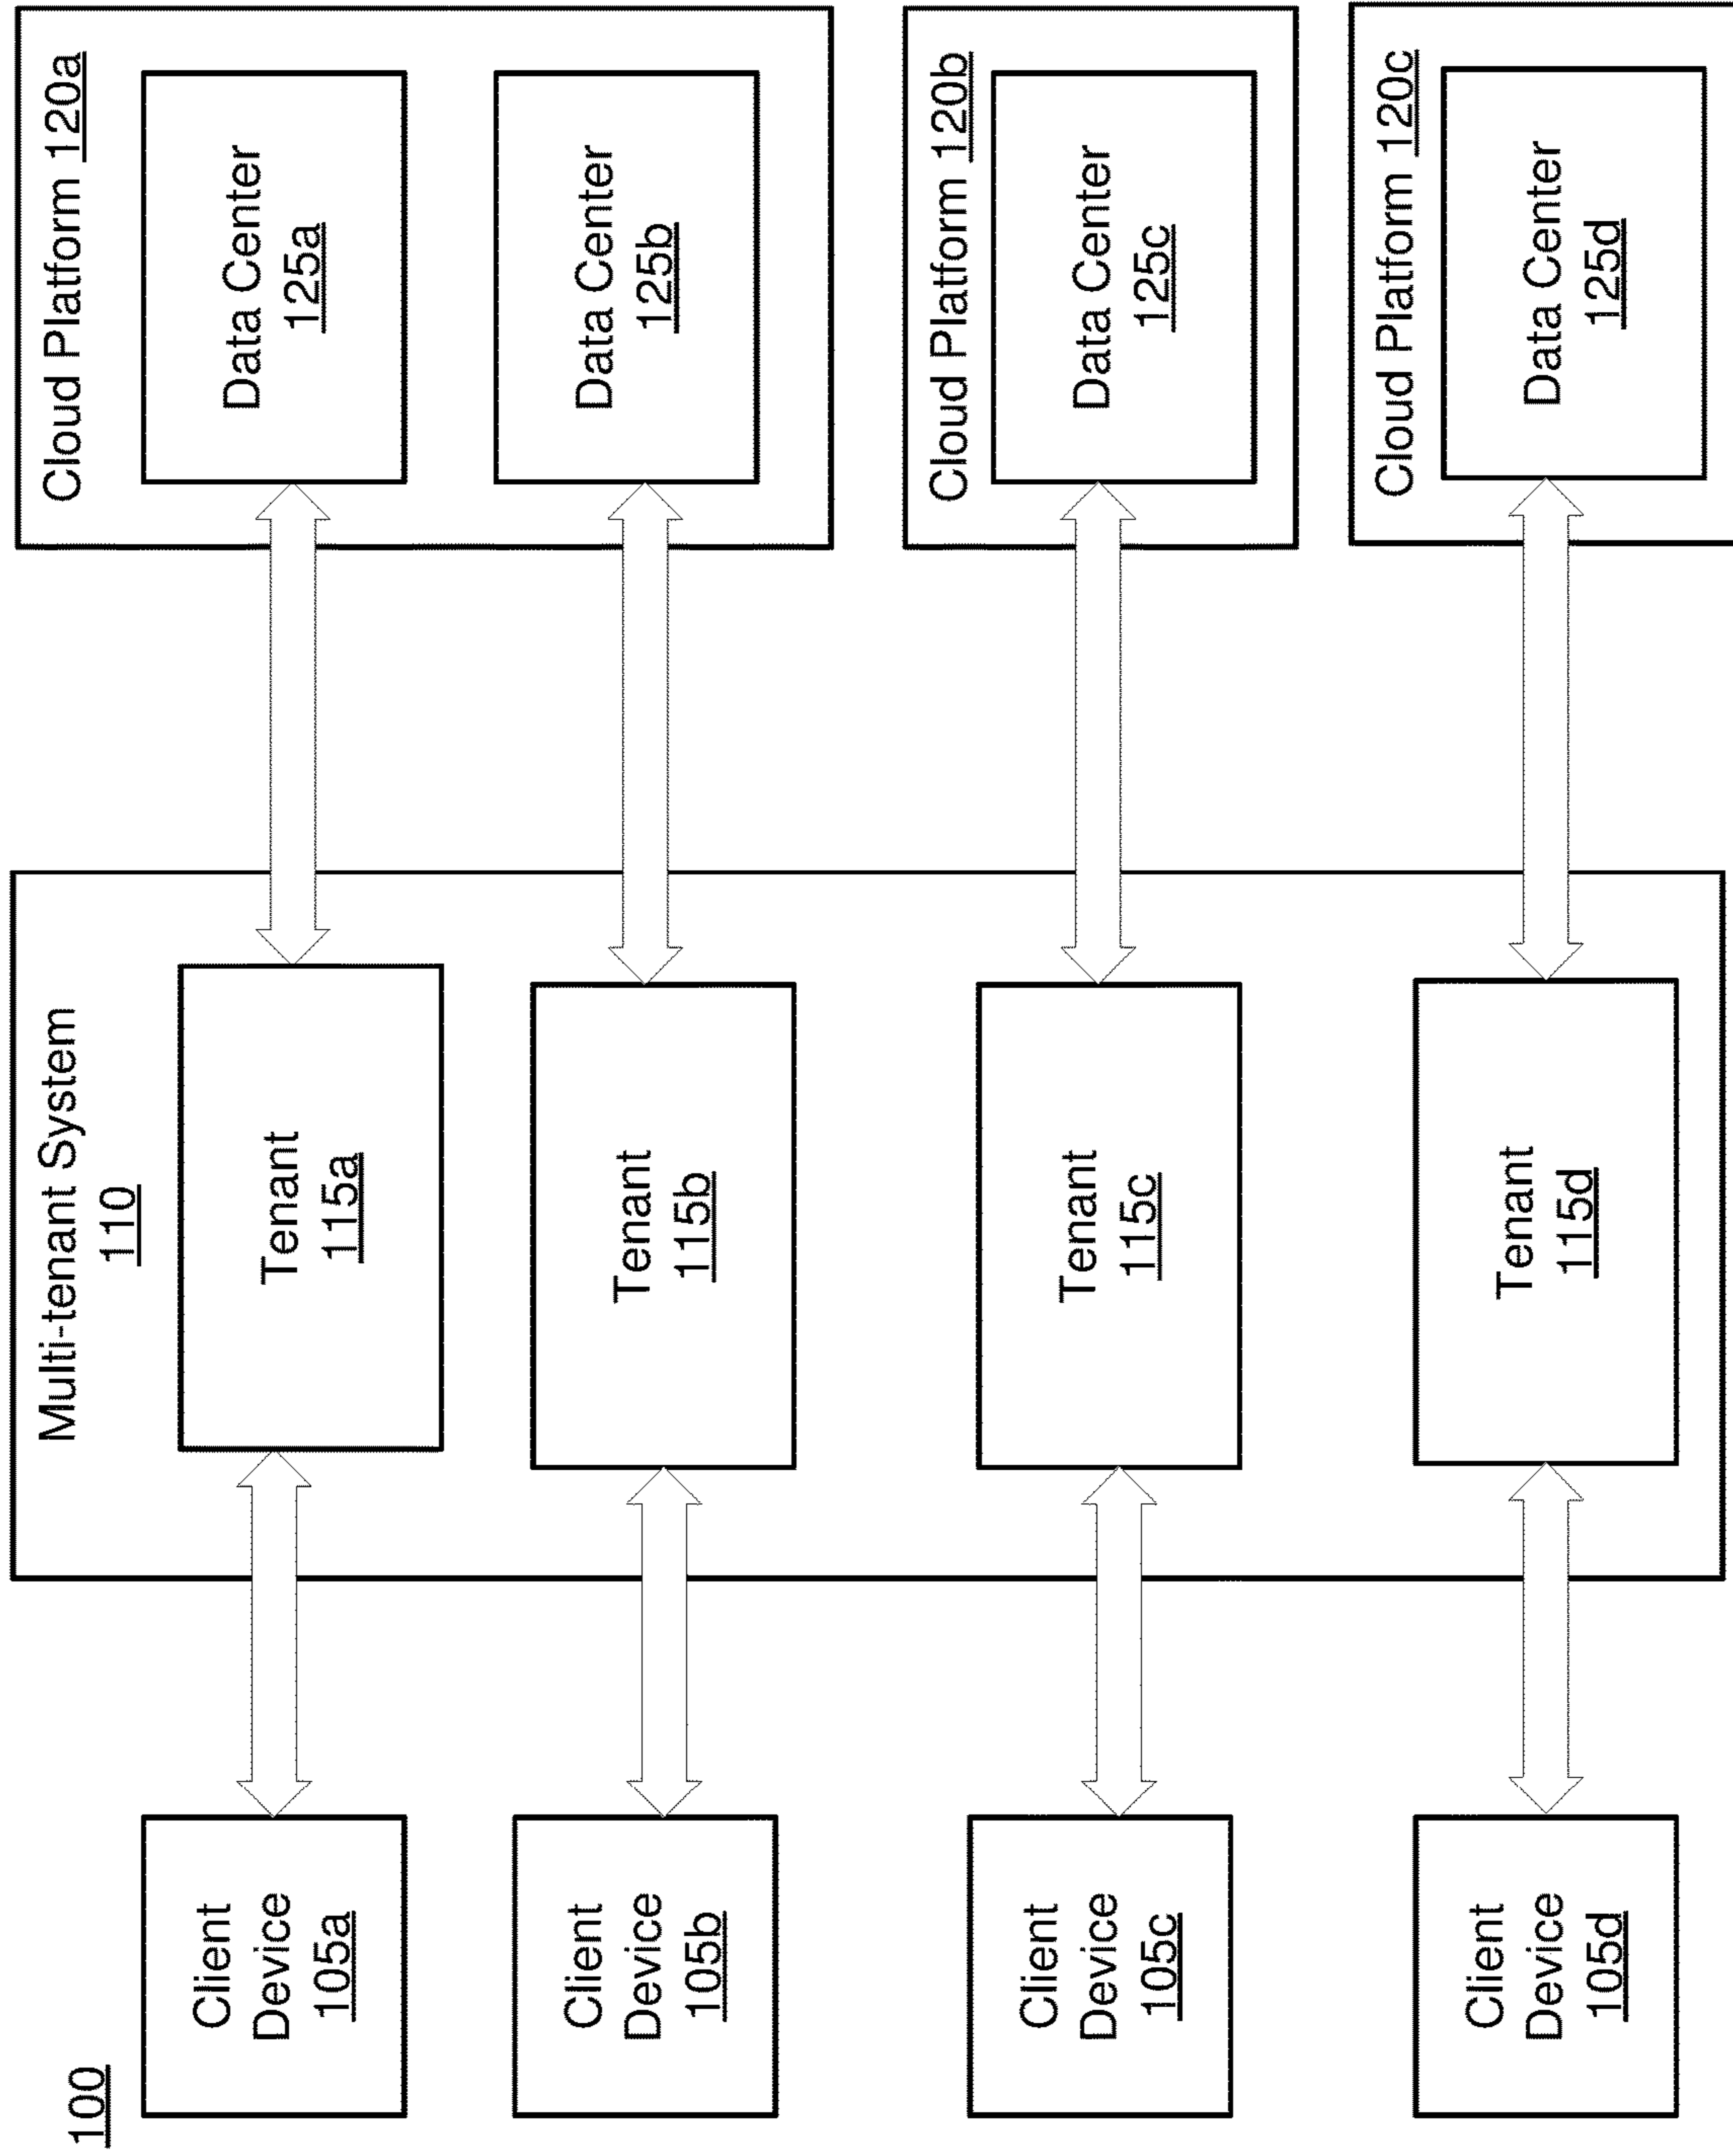 100
Client
Device
105a
Client
Device
105b
Client
Device
105c
Client
Device
105d
Multi-tenant System
110
Tenant
115a
Tenant
115b
Tenant
115c
Tenant
115d
Cloud Platform 120a
Data Center
125a
Data Center
125b
Cloud Platform 120b
Data Center
125c
Cloud Platform 120c
Data Center
125d